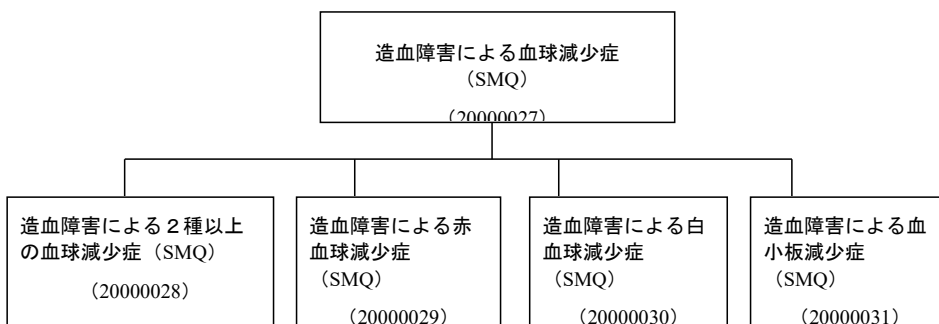 造血障害による血球減少症
（SMQ）
（20000027）
造血障害による２種以上
の血球減少症（SMQ）
（20000028）
造血障害による赤
血球減少症
（SMQ）
（20000029）
造血障害による白
血球減少症
（SMQ）
（20000030）
造血障害による血
小板減少症
（SMQ）
（20000031）